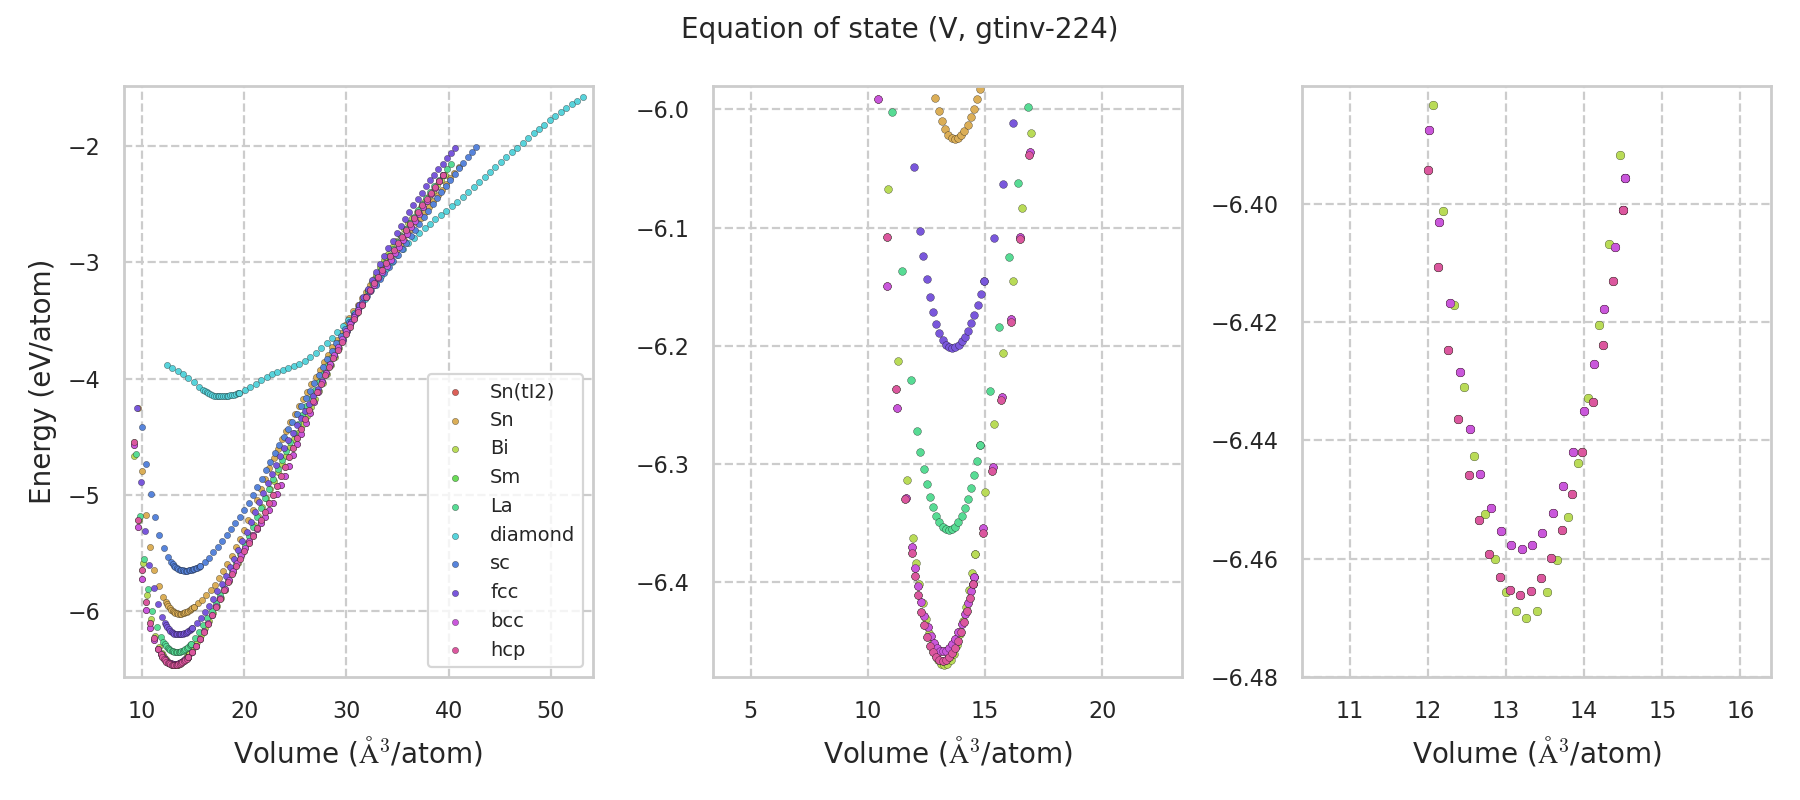 Equation of state (V, gtinv-224)
Energy (eV/atom)
−2
−3
−4
−5
−6
10 20 30 40 50
Volume (Å³/atom)
Sn(tI2)
Sn
Bi
Sm
La
diamond
sc
fcc
bcc
hcp
−6.0
−6.1
−6.2
−6.3
−6.4
5 10 15 20
Volume (Å³/atom)
−6.40
−6.42
−6.44
−6.46
−6.48
11 12 13 14 15 16
Volume (Å³/atom)